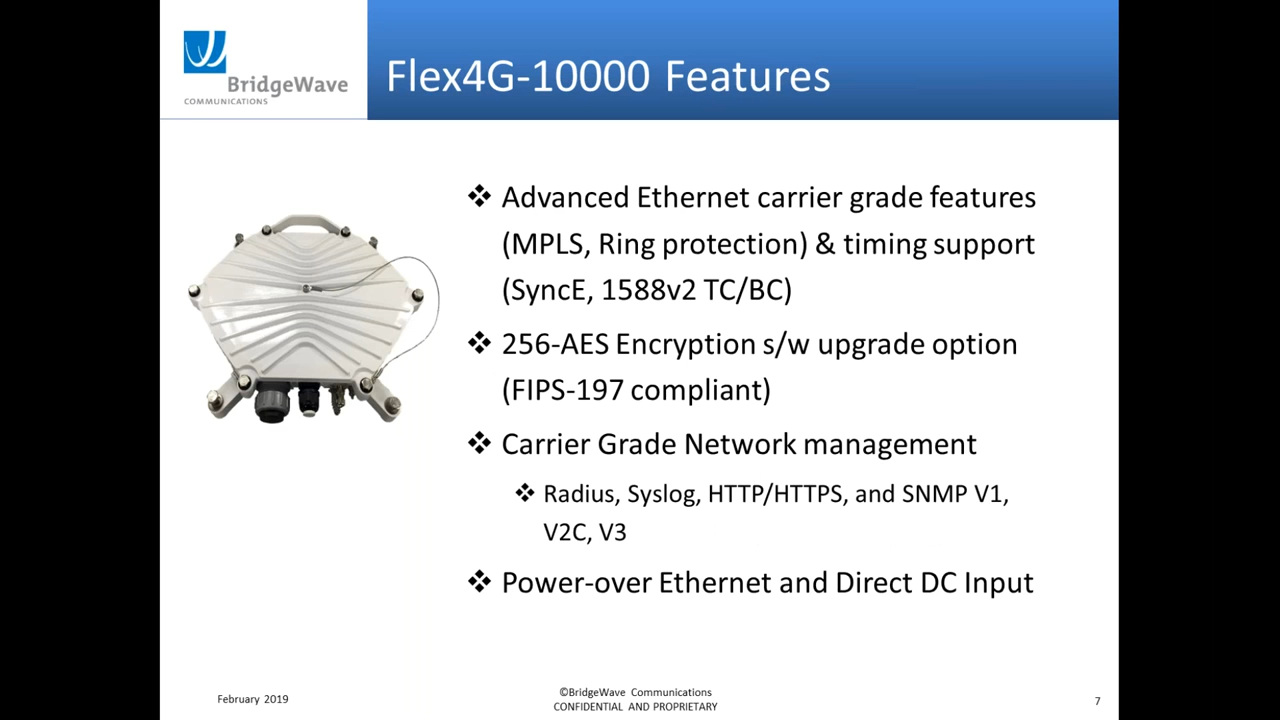 BridgeWave
COMMUNICATIONS
Flex4G-10000 Features
❖ Advanced Ethernet carrier grade features
(MPLS, Ring protection) & timing support
(SyncE, 1588v2 TC/BC)
❖ 256-AES Encryption s/w upgrade option
(FIPS-197 compliant)
❖ Carrier Grade Network management
❖ Radius, Syslog, HTTP/HTTPS, and SNMP V1,
V2C, V3
❖ Power-over Ethernet and Direct DC Input
February 2019
©BridgeWave Communications
CONFIDENTIAL AND PROPRIETARY
7